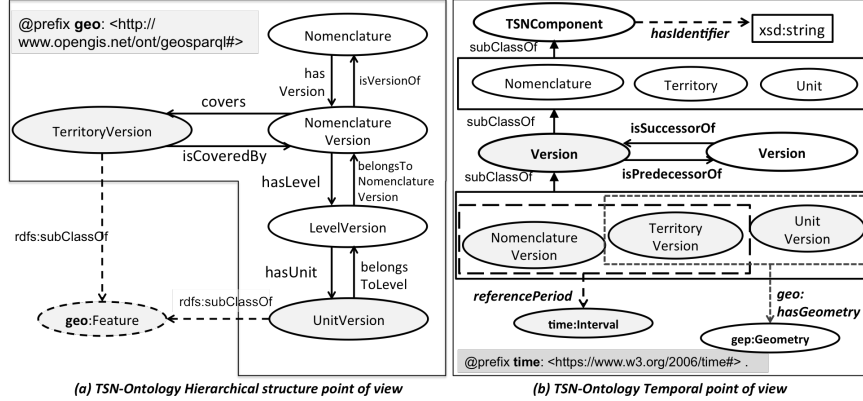 @prefix geo: <http://
www.opengis.net/ont/geosparql#>
Nomenclature
has
Version
isVersionOf
covers
TerritoryVersion
Nomenclature
Version
isCoveredBy
hasLevel
belongsTo
Nomenclature
Version
LevelVersion
rdfs:subClassOf
hasUnit
belongs
ToLevel
rdfs:subClassOf
geo:Feature
UnitVersion
(a) TSN-Ontology Hierarchical structure point of view
TSNComponent
hasIdentifier
xsd:string
subClassOf
Nomenclature
Territory
Unit
subClassOf
isSuccessorOf
Version
Version
isPredecessorOf
subClassOf
Nomenclature
Version
Territory
Version
Unit
Version
referencePeriod
geo:
hasGeometry
time:Interval
gep:Geometry
@prefix time: <https://www.w3.org/2006/time#> .
(b) TSN-Ontology Temporal point of view